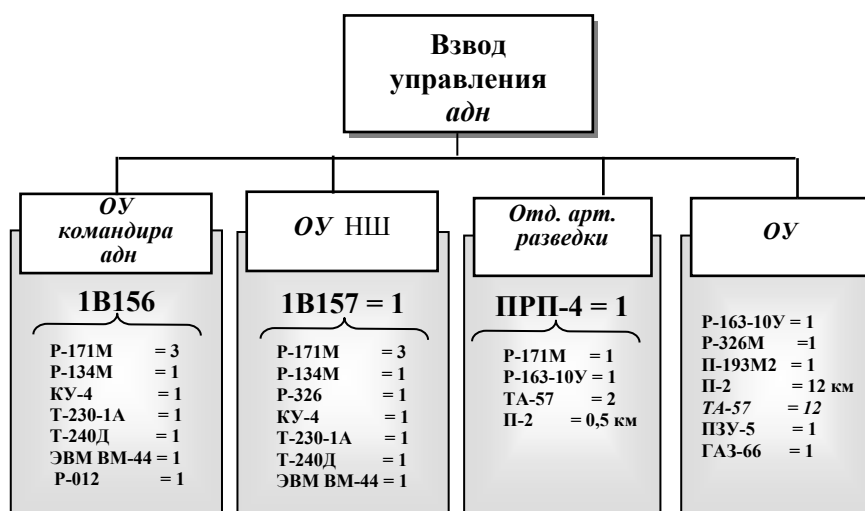 Взвод
управления
адн
ОУ
командира
адн
1В156
Р-171М = 3
Р-134М = 1
КУ-4 = 1
Т-230-1А = 1
Т-240Д = 1
ЭВМ ВМ-44 = 1
Р-012 = 1
ОУ НШ
1В157 = 1
Р-171М = 3
Р-134М = 1
Р-326 = 1
КУ-4 = 1
Т-230-1А = 1
Т-240Д = 1
ЭВМ ВМ-44 = 1
Отд. арт.
разведки
ПРП-4 = 1
Р-171М = 1
Р-163-10У = 1
ТА-57 = 2
П-2 = 0,5 км
ОУ
Р-163-10У = 1
Р-326М =1
П-193М2 = 1
П-2 = 12 км
ТА-57 = 12
ПЗУ-5 = 1
ГАЗ-66 = 1